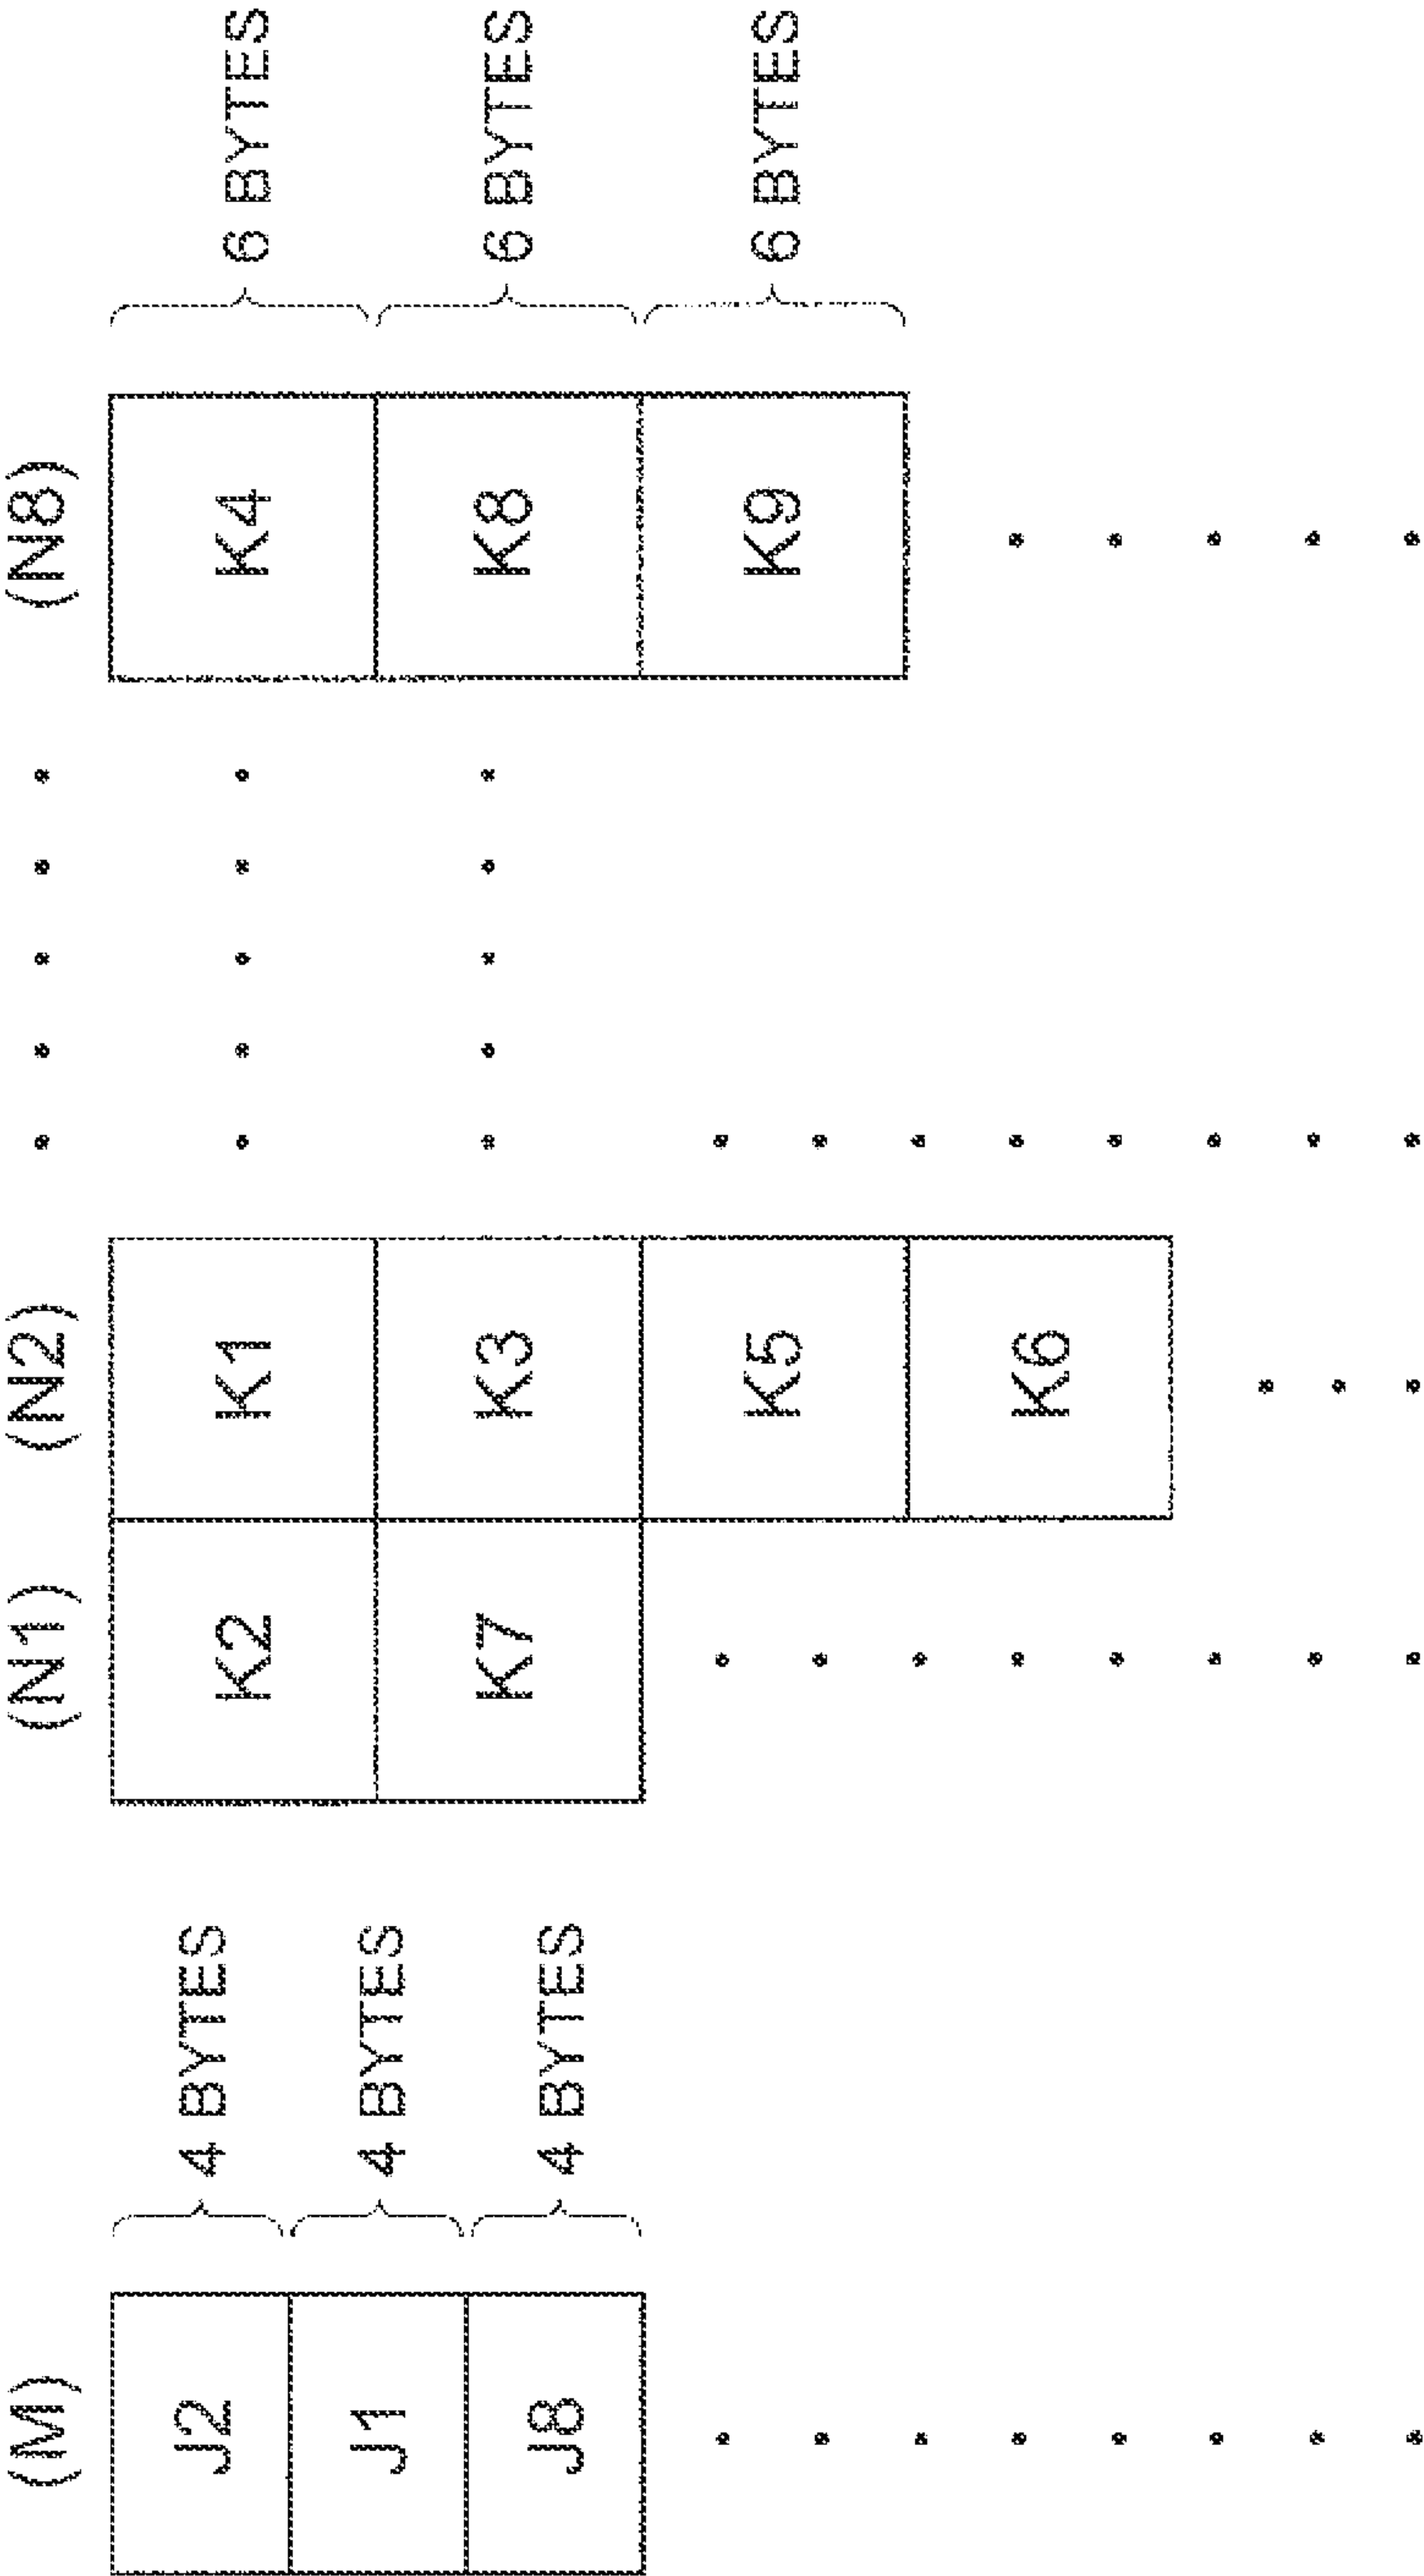 (M) (N1) (N2) (N8)
J2 4 BYTES K2 K1 K4 6 BYTES
J1 4 BYTES
K7 K3 K8 6 BYTES
J8 4 BYTES
K5 K9 6 BYTES
K6